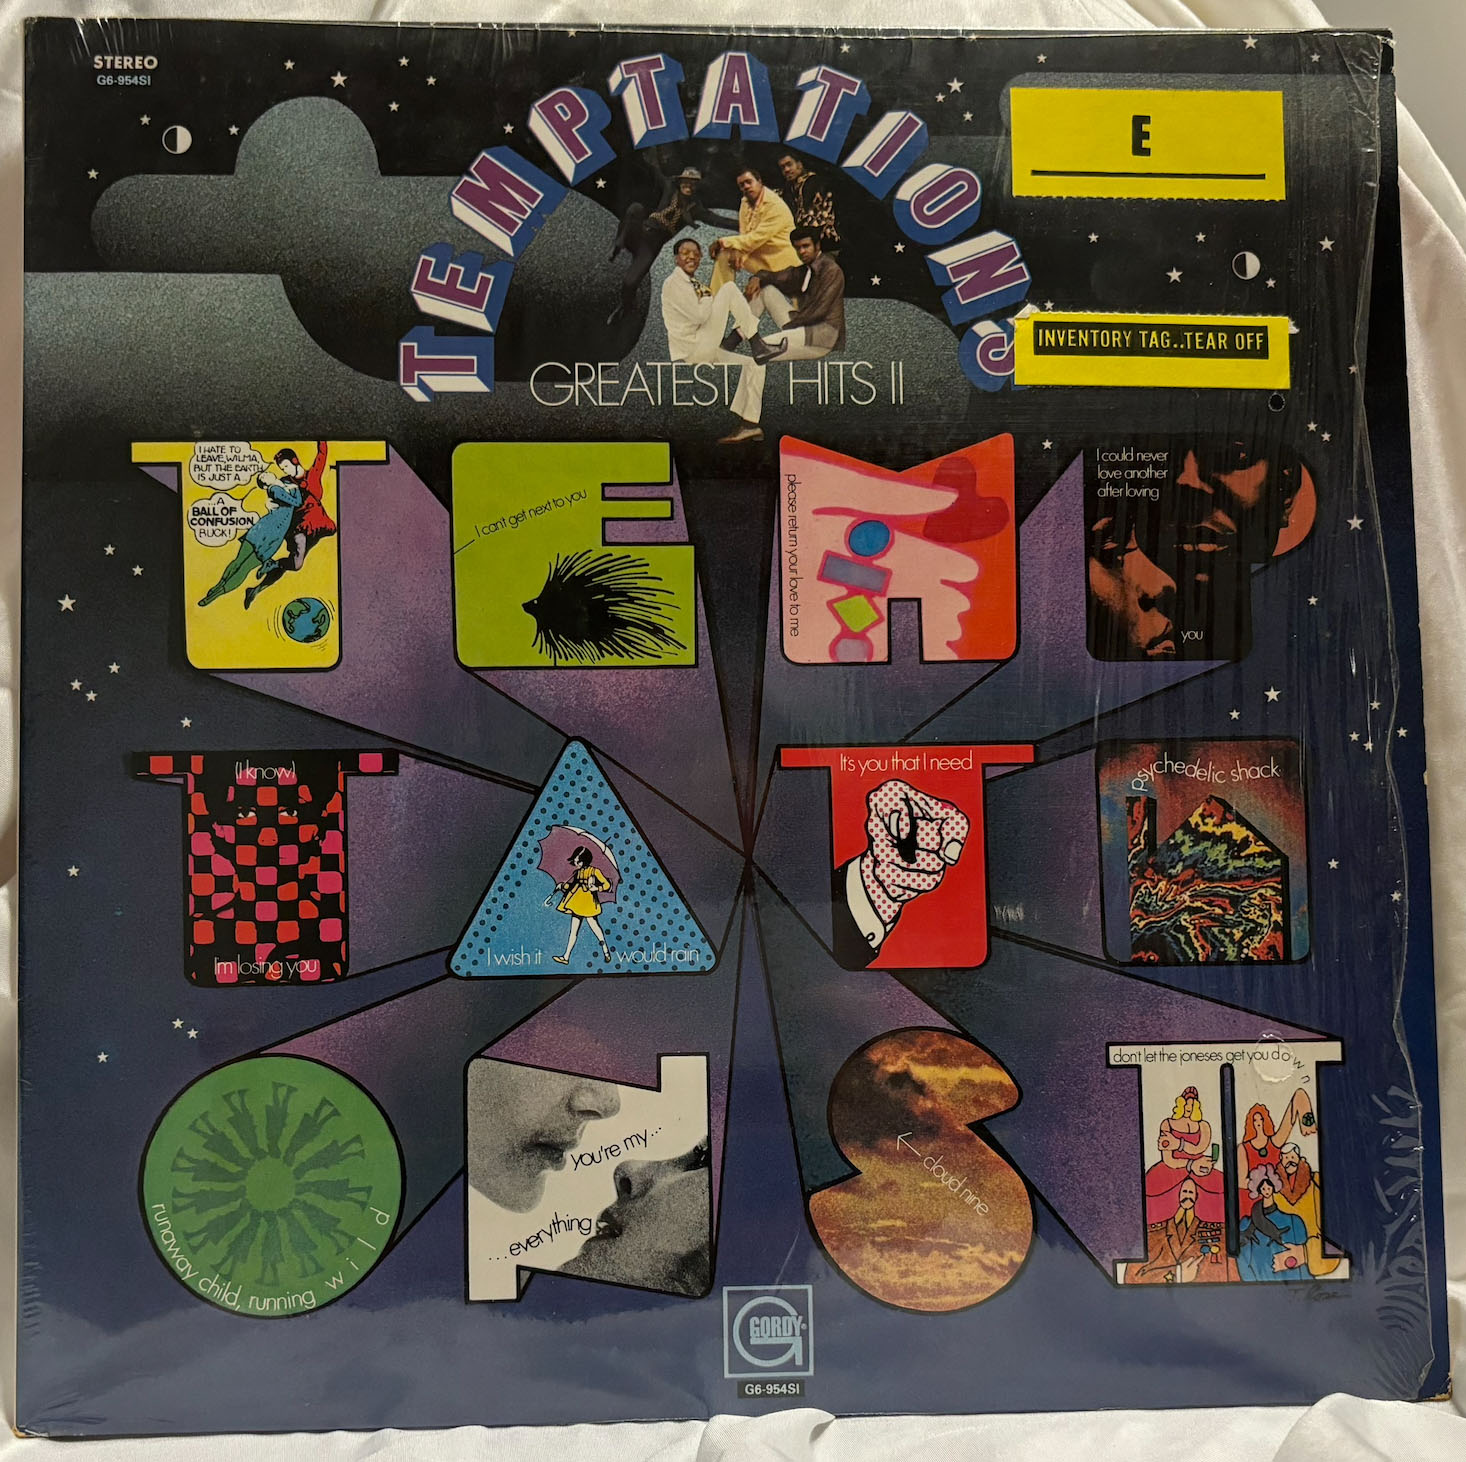 STEREO
G6-954SI
TEMPTATIONS
GREATEST HITS II
E
INVENTORY TAG..TEAR OFF
I HATE TO
LEAVE, WILMA,
BUT THE EARTH
IS JUST A...
...A
BALL OF
CONFUSION,
BUCK!
I can't get next to you
please return your love to me
I could never
love another
after loving
you
(I know)
I'm losing you
I wish it would rain
It's you that I need
psychedelic shack
runaway child, running wild
you're my...
...everything
cloud nine
don't let the joneses get you down
GORDY®
G6-954SI